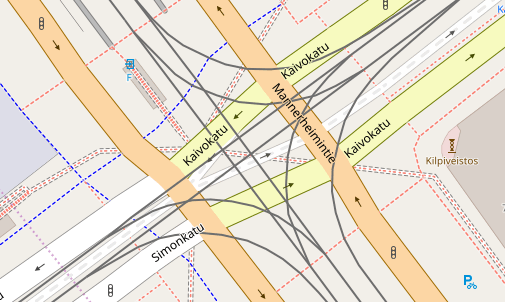 Kaivokatu
Mannerheimintie
Kaivokatu
Kaivokatu
F
Kilpiveistos
Simonkatu
P